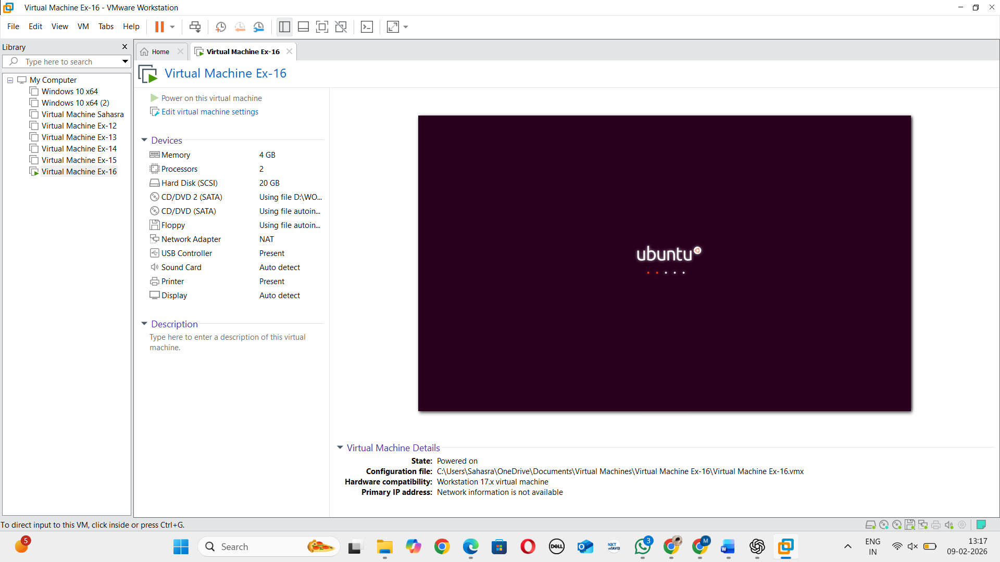 Virtual Machine Ex-16 - VMware Workstation
File Edit View VM Tabs Help
Library
Type here to search
My Computer
Windows 10 x64
Windows 10 x64 (2)
Virtual Machine Sahasra
Virtual Machine Ex-12
Virtual Machine Ex-13
Virtual Machine Ex-14
Virtual Machine Ex-15
Virtual Machine Ex-16
Home
Virtual Machine Ex-16
Virtual Machine Ex-16
Power on this virtual machine
Edit virtual machine settings
Devices
Memory 4 GB
Processors 2
Hard Disk (SCSI) 20 GB
CD/DVD 2 (SATA) Using file D:\WO...
CD/DVD (SATA) Using file autoin...
Floppy Using file autoin...
Network Adapter NAT
USB Controller Present
Sound Card Auto detect
Printer Present
Display Auto detect
Description
Type here to enter a description of this virtual
machine.
ubuntu
Virtual Machine Details
State: Powered on
Configuration file: C:\Users\Sahasra\OneDrive\Documents\Virtual Machines\Virtual Machine Ex-16\Virtual Machine Ex-16.vmx
Hardware compatibility: Workstation 17.x virtual machine
Primary IP address: Network information is not available
To direct input to this VM, click inside or press Ctrl+G.
5
Search
DELL
NXT
WAVE
3
M
W
ENG
IN
13:17
09-02-2026